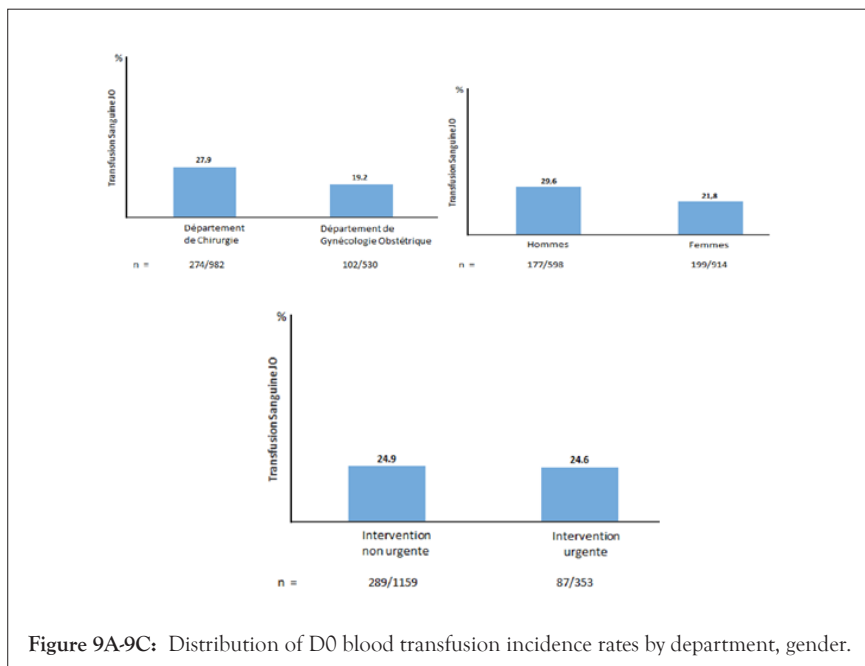 %
Transfusion Sanguine JO
27.9
19.2
Département
de Chirurgie
Département de
Gynécologie Obstétrique
n =
274/982
102/530
%
Transfusion Sanguine JO
29.6
21,8
Hommes
Femmes
n =
177/598
199/914
%
Transfusion Sanguine JO
24.9
24.6
Intervention
non urgente
Intervention
urgente
n =
289/1159
87/353
Figure 9A-9C: Distribution of D0 blood transfusion incidence rates by department, gender.